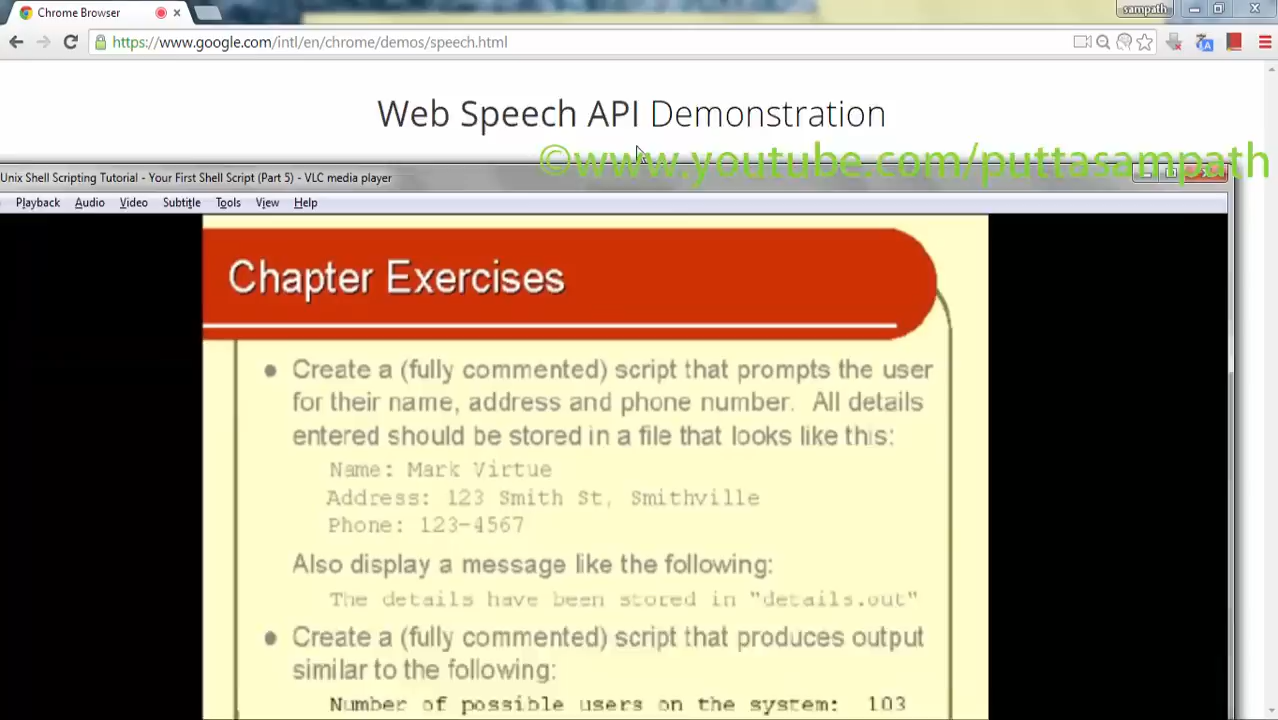 Chrome Browser
sampath
https://www.google.com/intl/en/chrome/demos/speech.html
Web Speech API Demonstration
©www.youtube.com/puttasampath
Unix Shell Scripting Tutorial - Your First Shell Script (Part 5) - VLC media player
Playback Audio Video Subtitle Tools View Help
Chapter Exercises
● Create a (fully commented) script that prompts the user
for their name, address and phone number. All details
entered should be stored in a file that looks like this:
Name: Mark Virtue
Address: 123 Smith St, Smithville
Phone: 123-4567
Also display a message like the following:
The details have been stored in "details.out"
● Create a (fully commented) script that produces output
similar to the following:
Number of possible users on the system: 103